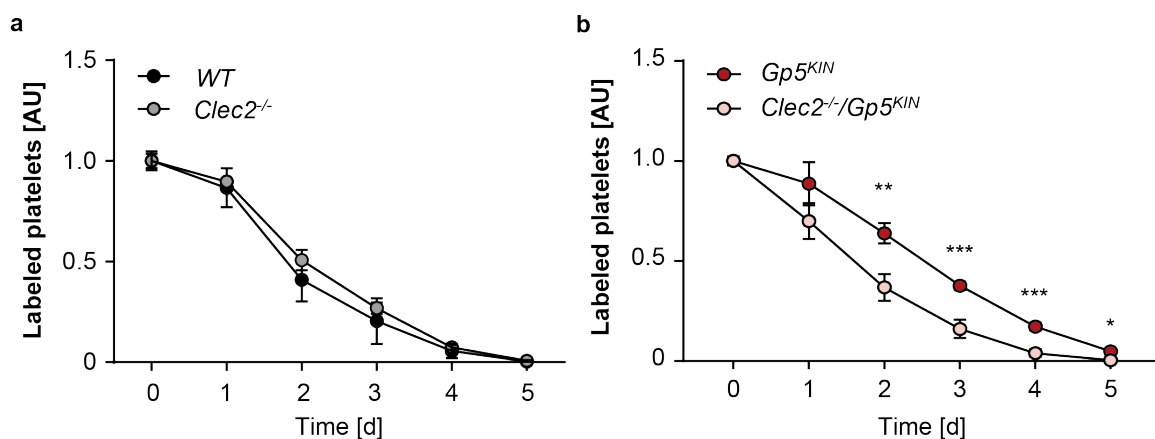 a
1.5
1.0
0.5
0
Labeled platelets [AU]
WT
Clec2-/-
0 1 2 3 4 5
Time [d]
b
1.5
1.0
0.5
0
Labeled platelets [AU]
Gp5KIN
Clec2-/-/Gp5KIN
**
***
***
*
0 1 2 3 4 5
Time [d]